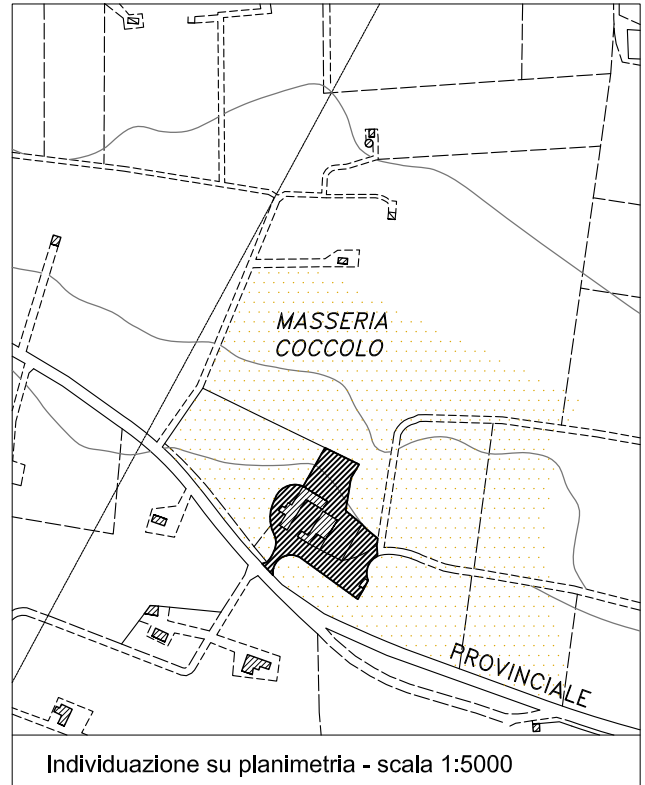 MASSERIA
COCCOLO
PROVINCIALE
Individuazione su planimetria - scala 1:5000